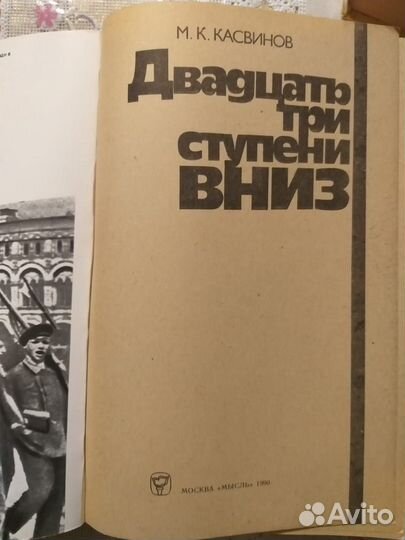 М. К. КАСВИНОВ
Двадцать
три
ступени
вниз
МОСКВА «МЫСЛЬ» 1990
Avito